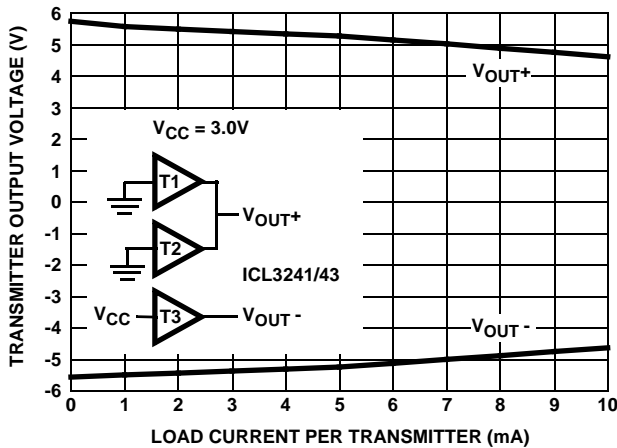 TRANSMITTER OUTPUT VOLTAGE (V)
6
5
4
3
2
1
0
-1
-2
-3
-4
-5
-6
VOUT+
VCC = 3.0V
T1
T2
VOUT+
ICL3241/43
VCC
T3
VOUT -
VOUT -
0 1 2 3 4 5 6 7 8 9 10
LOAD CURRENT PER TRANSMITTER (mA)